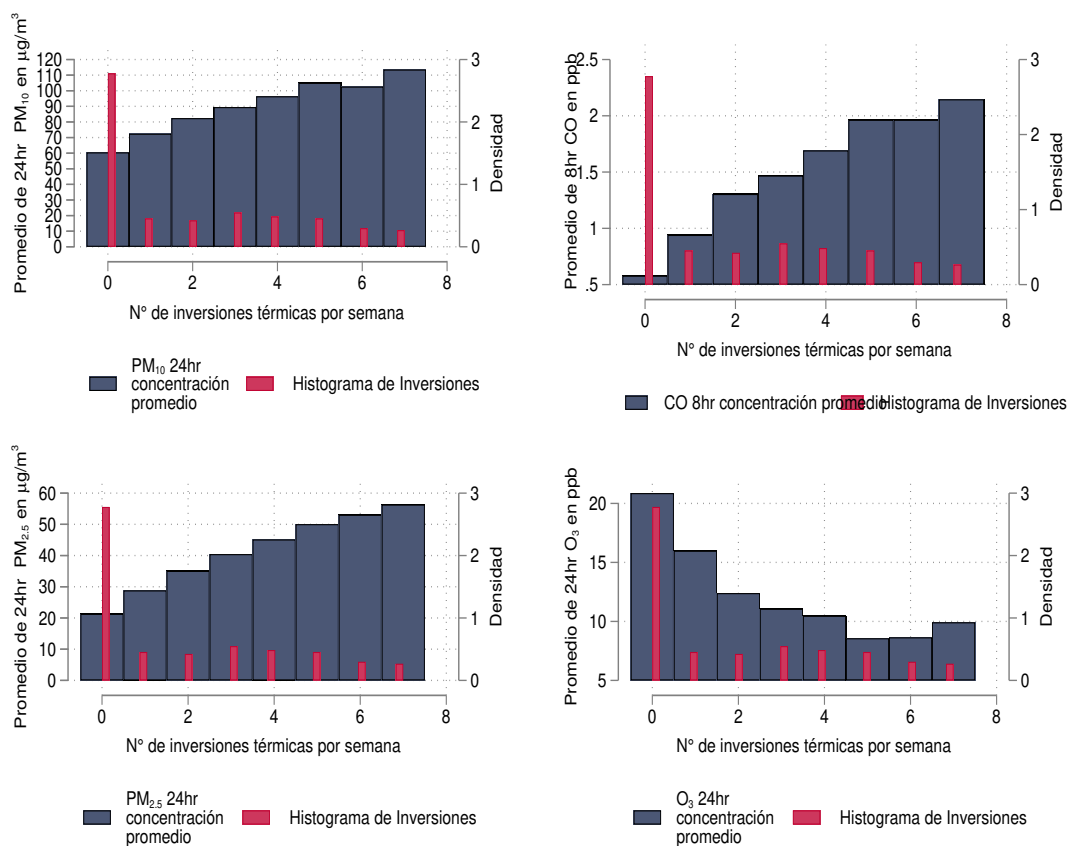 Promedio de 24hr PM₁₀ en µg/m³
120
110
100
90
80
70
60
50
40
30
20
10
0
3
2
1
0
Densidad
0 2 4 6 8
N° de inversiones térmicas por semana
PM₁₀ 24hr
concentración
promedio
Histograma de Inversiones
Promedio de 8hr CO en ppb
2.5
2
1.5
1
.5
3
2
1
0
Densidad
0 2 4 6 8
N° de inversiones térmicas por semana
CO 8hr concentración promedio
Histograma de Inversiones
Promedio de 24hr PM₂.₅ en µg/m³
60
50
40
30
20
10
0
3
2
1
0
Densidad
0 2 4 6 8
N° de inversiones térmicas por semana
PM₂.₅ 24hr
concentración
promedio
Histograma de Inversiones
Promedio de 24hr O₃ en ppb
20
15
10
5
3
2
1
0
Densidad
0 2 4 6 8
N° de inversiones térmicas por semana
O₃ 24hr
concentración
promedio
Histograma de Inversiones